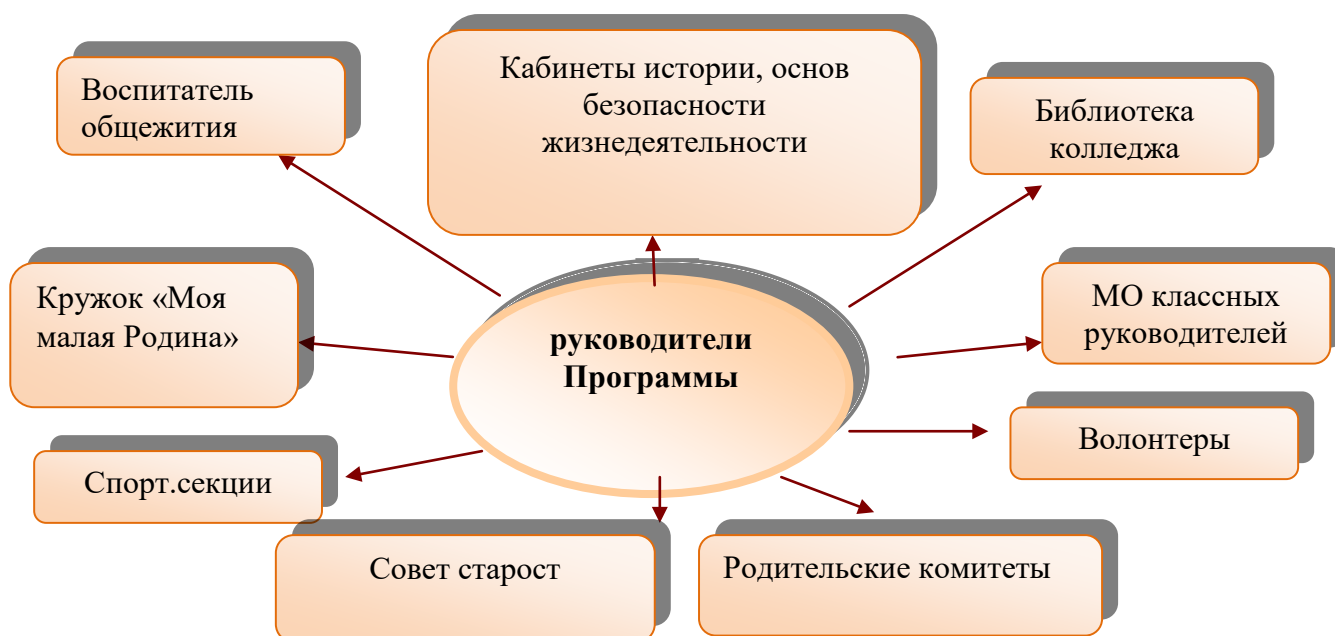 Кабинеты истории, основ
безопасности
жизнедеятельности
Воспитатель
общежития
Библиотека
колледжа
Кружок «Моя
малая Родина»
МО классных
руководителей
руководители
Программы
Волонтеры
Спорт.секции
Совет старост
Родительские комитеты